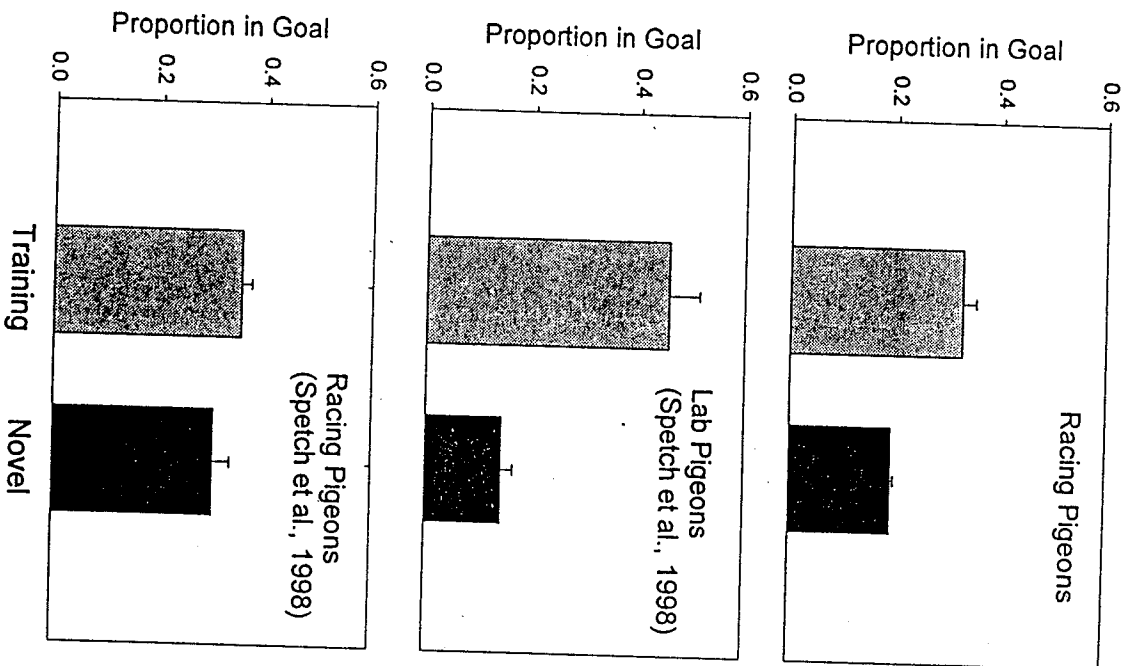 Proportion in Goal
0.6
0.4
0.2
0.0
Racing Pigeons
Proportion in Goal
0.6
0.4
0.2
0.0
Lab Pigeons
(Spetch et al., 1998)
Proportion in Goal
0.6
0.4
0.2
0.0
Racing Pigeons
(Spetch et al., 1998)
Training
Novel